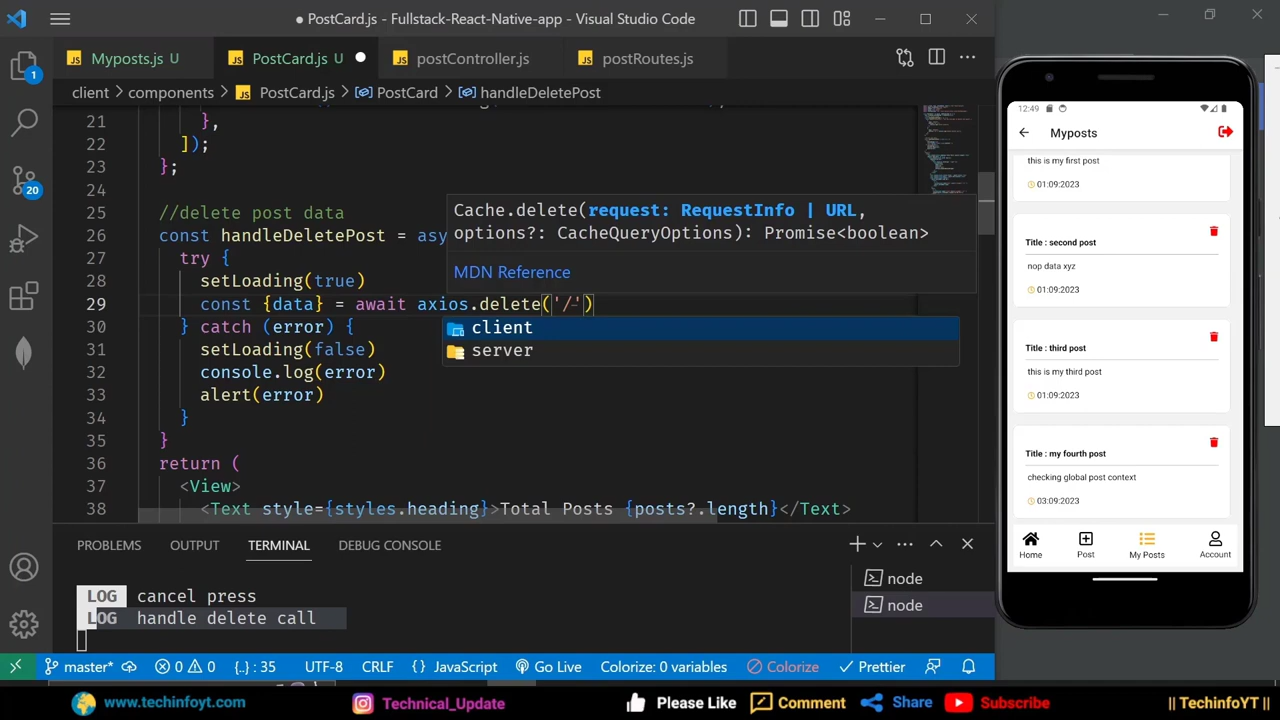 PostCard.js - Fullstack-React-Native-app - Visual Studio Code
JS Myposts.js U
JS PostCard.js U
JS postController.js
JS postRoutes.js
client > components > JS PostCard.js > PostCard > handleDeletePost
21 },
22 ]);
23 };
24
25 //delete post data
26 const handleDeletePost =
27 try {
28 setLoading(true)
29 const {data} = await axios.delete('/')
30 } catch (error) {
31 setLoading(false)
32 console.log(error)
33 alert(error)
34 }
35 }
36 return (
37 <View>
38 <Text style={styles.heading}>Total Posts {posts?.length}</Text>
Cache.delete(request: RequestInfo | URL,
options?: CacheQueryOptions): Promise<boolean>
MDN Reference
client
server
1
20
PROBLEMS OUTPUT TERMINAL DEBUG CONSOLE
LOG cancel press
LOG handle delete call
node
node
master* 0 0 {..} : 35 UTF-8 CRLF {} JavaScript Go Live Colorize: 0 variables Colorize Prettier
12:49
Myposts
this is my first post
01:09:2023
Title : second post
nop data xyz
01:09:2023
Title : third post
this is my third post
01:09:2023
Title : my fourth post
checking global post context
03:09:2023
Home Post My Posts Account
www.techinfoyt.com Technical_Update Please Like Comment Share Subscribe || TechinfoYT ||